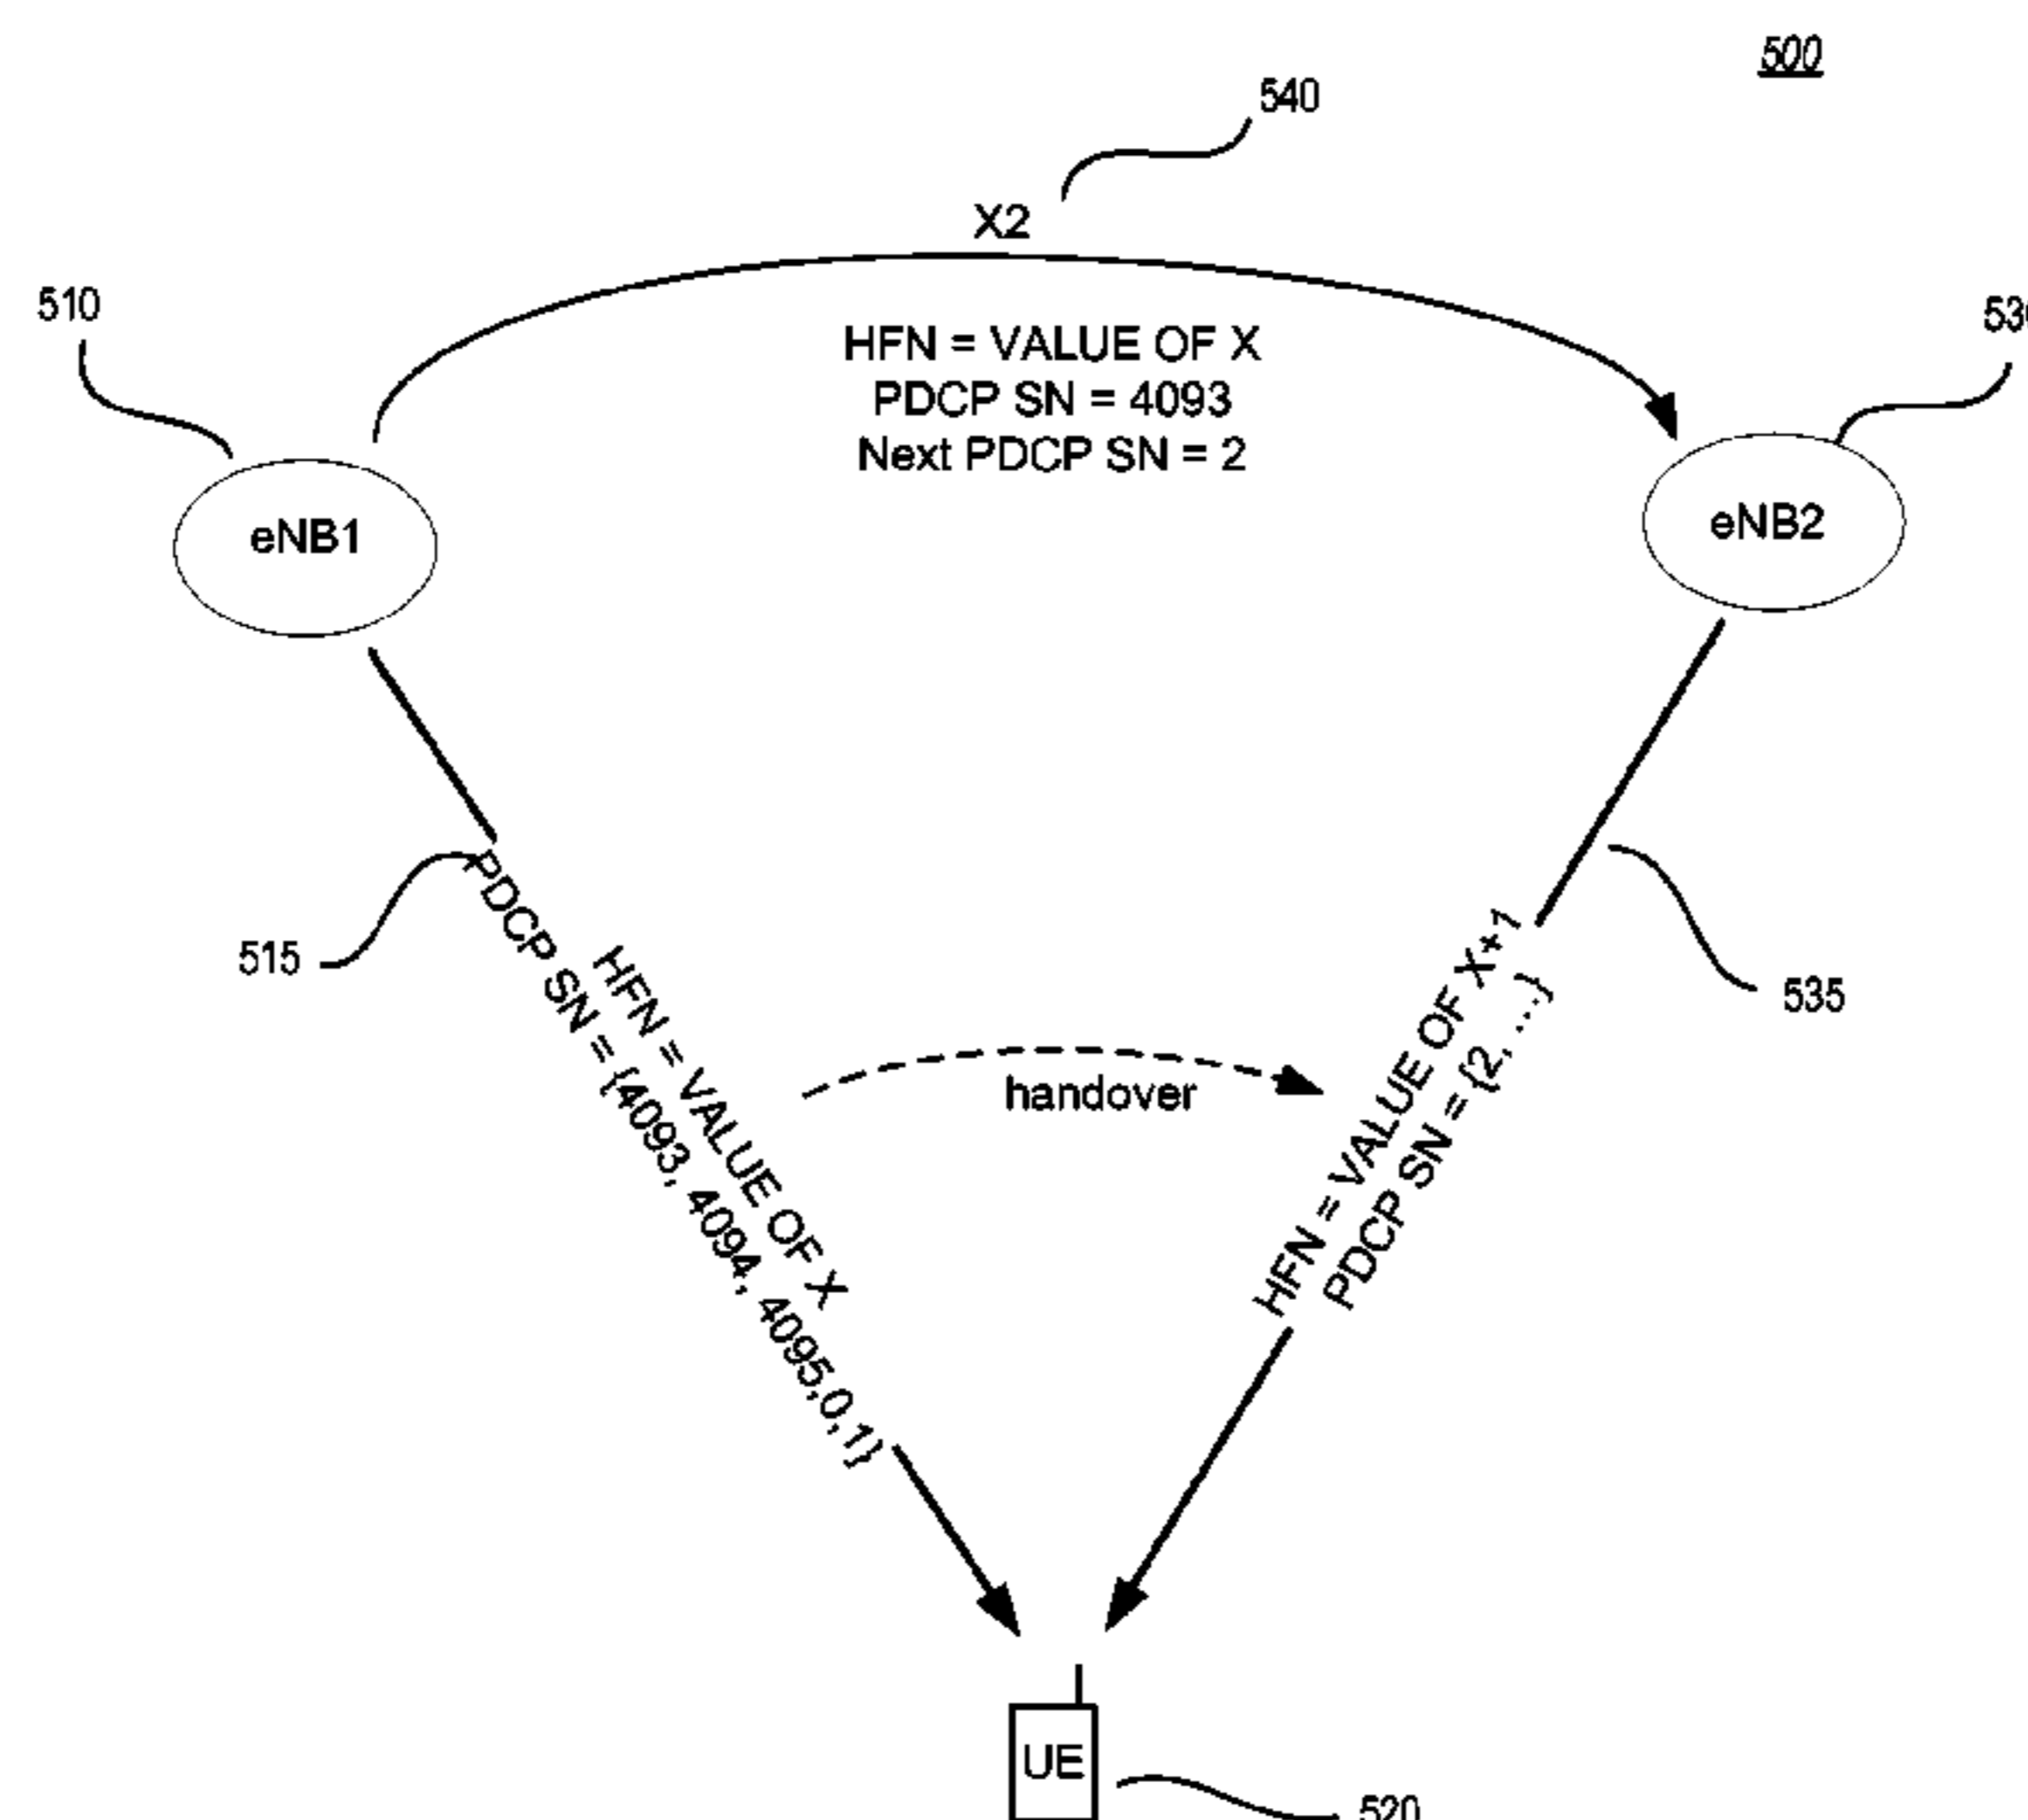 500
540
X2
510
530
HFN = VALUE OF X
PDCP SN = 4093
Next PDCP SN = 2
eNB1
eNB2
515
PDCP SN = {4093, 4094, 4095,0,1}
HFN = VALUE OF X
handover
HFN = VALUE OF X+1
PDCP SN = {2, ...}
535
UE
520